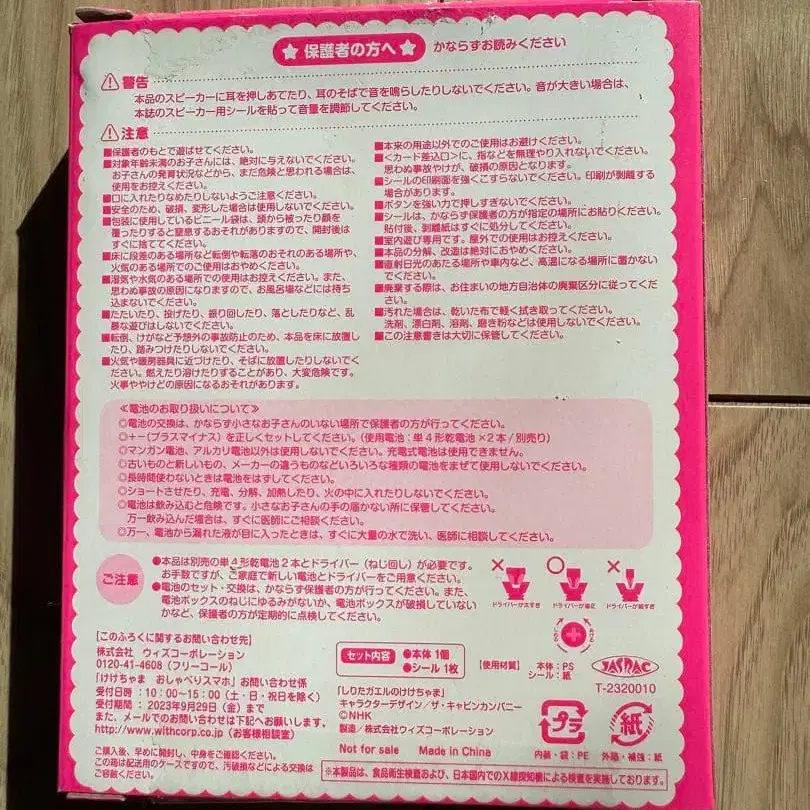 ★保護者の方へ★ かならずお読みください
⚠警告
本品のスピーカーに耳を押しあてたり、耳のそばで音を鳴らしたりしないでください。音が大きい場合は、
本誌のスピーカー用シールを貼って音量を調節してください。
⚠注意
■保護者のもとで遊ばせてください。
■対象年齢未満のお子さんには、絶対に与えないでください。
お子さんの発育状況などから、まだ危険と思われる場合は、
使用をお控えください。
■口に入れたりなめたりしないようご注意ください。
■安全のため、破損、変形した場合は使用しないでください。
■包装に使用しているビニール袋は、頭から被ったり顔を
覆ったりすると窒息するおそれがありますので、開封後は
すぐに捨ててください。
■床に段差のある場所など転倒や転落のおそれのある場所や、
火気のある場所でのご使用はおやめください。
■湿気や水気のある場所での使用はお控えください。また、
思わぬ事故の原因になりますので、お風呂場などには持ち
込まないでください。
■たたいたり、投げたり、振り回したり、落としたりなど、乱
暴な遊びはしないでください。
■転倒、けがなど予想外の事故防止のため、本品を床に放置し
たり、踏みつけたりしないでください。
■火気や暖房器具に近づけたり、そばに放置したりしないでく
ださい。燃えたり溶けたりすることがあり、大変危険です。
火事ややけどの原因になるおそれがあります。
■本来の用途以外でのご使用はお避けください。
■<カード差込口>に、指などを無理やり入れないでください。
思わぬ事故やけが、破損の原因となります。
■シールの印刷面を強くこすらないでください。印刷が剥離する
場合があります。
■ボタンを強い力で押しすぎないでください。
■シールは、かならず保護者の方が指定の場所にお貼りください。
貼付後、剥離紙はすぐに処分してください。
■室内遊び専用です。屋外での使用はお控えください。
■本品の分解、改造は絶対におやめください。
■直射日光のあたる場所や車内など、高温になる場所に置かない
でください。
■廃棄する際は、お住まいの地方自治体の廃棄区分に従ってくだ
さい。
■汚れた場合は、乾いた布で軽く拭き取ってください。
洗剤、漂白剤、溶剤、磨き粉などは使用しないでください。
■この注意書きは大切に保管してください。
≪電池のお取り扱いについて≫
◎電池の交換は、かならず小さなお子さんのいない場所で保護者の方が行ってください。
◎+−(プラスマイナス)を正しくセットしてください。(使用電池:単4形乾電池×2本/別売り)
◎マンガン電池、アルカリ電池以外は使用しないでください。充電式電池は使用できません。
◎古いものと新しいもの、メーカーの違うものなどいろいろな種類の電池をまぜて使用しないでください。
◎長時間使わないときは電池をはずしてください。
◎ショートさせたり、充電、分解、加熱したり、火の中に入れたりしないでください。
◎電池は飲み込むと危険です。小さなお子さんの手の届かない所に保管してください。
万一飲み込んだ場合は、すぐに医師にご相談ください。
◎万一、電池から漏れた液が目に入ったときは、すぐに大量の水で洗い、医師に相談してください。
ご注意
●本品は別売の単4形乾電池2本とドライバー(ねじ回し)が必要です。
お手数ですが、ご家庭で新しい電池とドライバーをご用意ください。
●電池のセット・交換は、かならず保護者の方が行ってください。また、
電池ボックスのねじにゆるみがないか、電池ボックスが破損していない
かなど、保護者の方が定期的に点検してください。
× ○ ×
ドライバーが太すぎ ドライバーが適正 ドライバーが細すぎ
【このふろくに関するお問い合わせ先】
株式会社 ウィズコーポレーション
0120-41-4608(フリーコール)
「けけちゃま おしゃべりスマホ」お問い合わせ係
受付日時:10:00〜15:00(土・日・祝日を除く)
受付期間:2023年9月29日(金)まで
また、メールでのお問い合わせは下記へお願いします。
http://www.withcorp.co.jp(お客様相談室)
ご購入後、早めに開封し、中身をご確認ください。
この箱は配送用のケースですので、汚破損などによる交換は
ご容赦ください。
セット内容 ●本体 1個
●シール 1枚
【使用材質】 本体:PS
シール:紙
「しりたガエルのけけちゃま」
キャラクターデザイン/ザ・キャビンカンパニー
©NHK
製造/株式会社ウィズコーポレーション
Not for sale Made in China
JASRAC
T-2320010
プラ
内装・袋:PE
紙
外箱・補強:紙
※本製品は、食品衛生検査および、日本国内でのX線探知機による検査を実施しております。